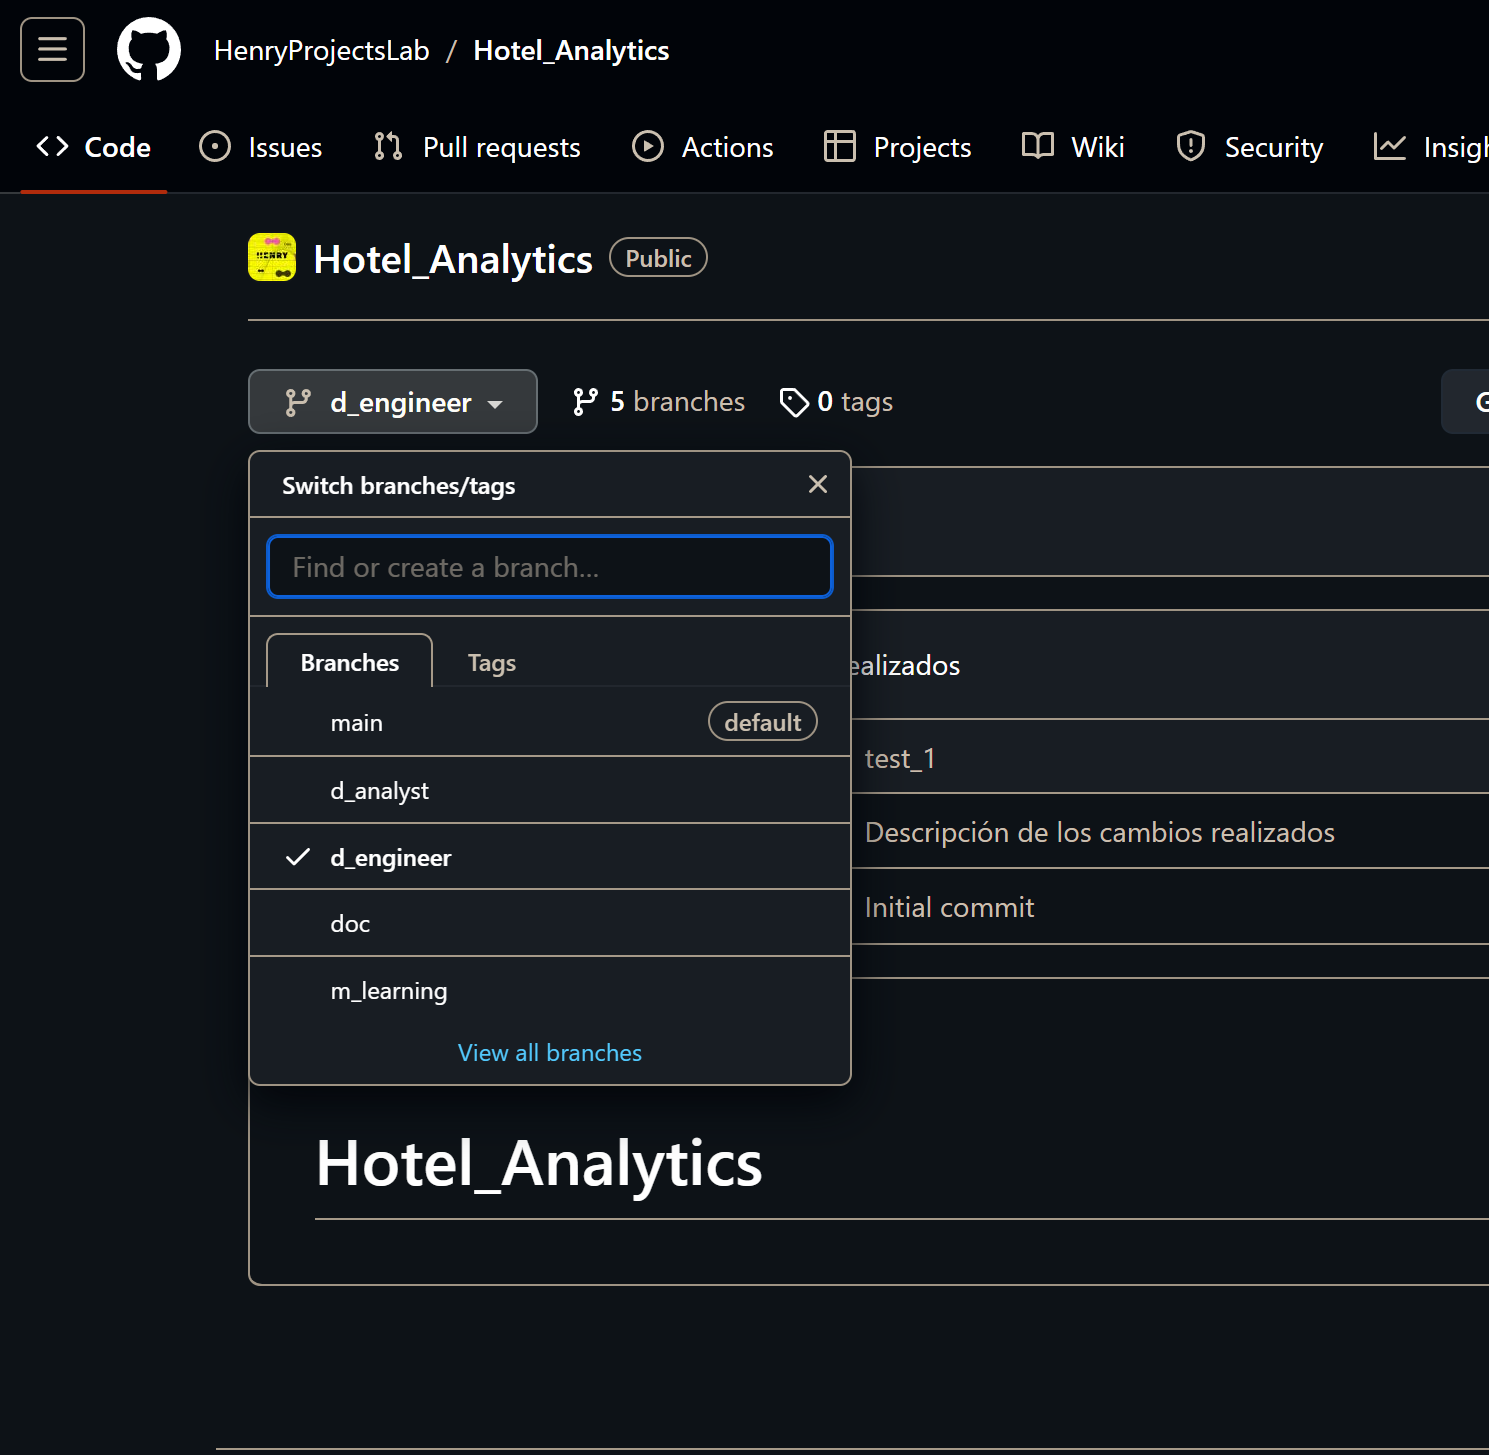 HenryProjectsLab / Hotel_Analytics
Code Issues Pull requests Actions Projects Wiki Security Insigh
HENRY
Hotel_Analytics Public
d_engineer 5 branches 0 tags G
Switch branches/tags
Find or create a branch...
Branches Tags
ealizados
main default
test_1
d_analyst
Descripción de los cambios realizados
d_engineer
Initial commit
doc
m_learning
View all branches
Hotel_Analytics